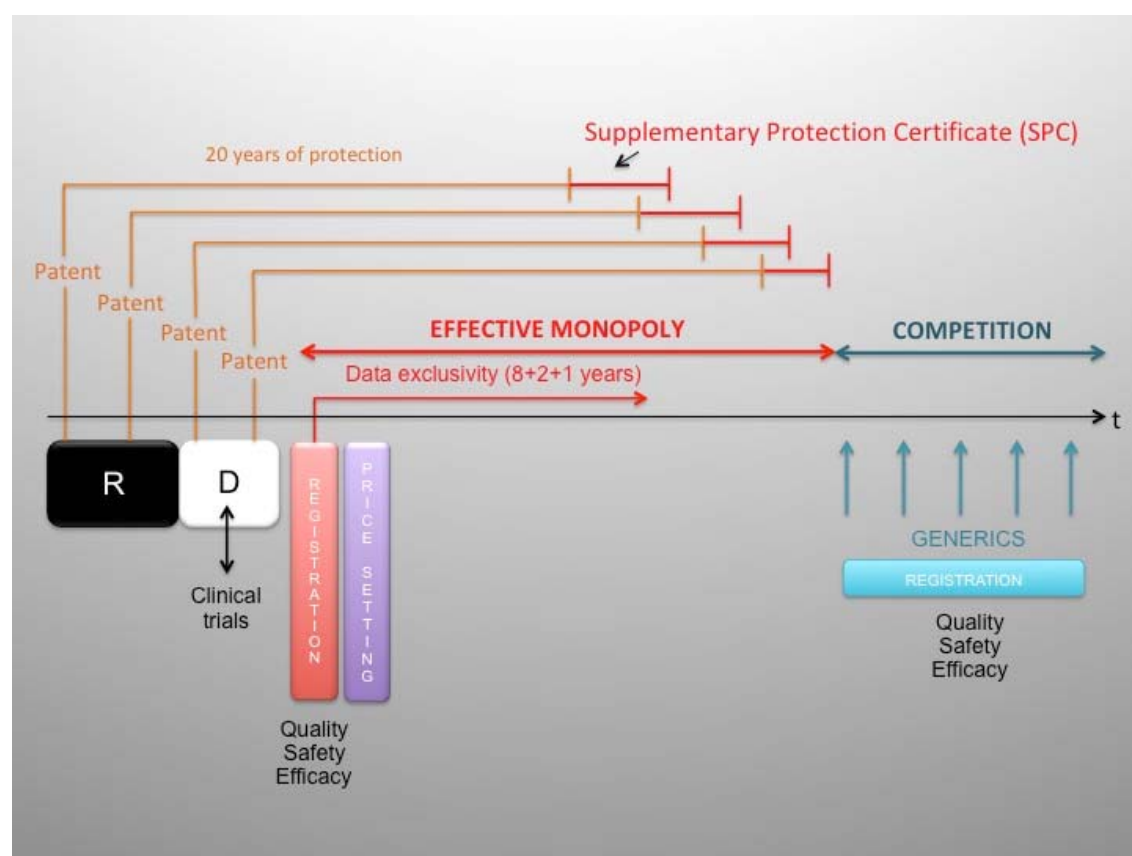 Supplementary Protection Certificate (SPC)
20 years of protection
Patent
Patent
Patent
Patent
EFFECTIVE MONOPOLY
COMPETITION
Data exclusivity (8+2+1 years)
t
R
D
REGISTRATION
PRICE SETTING
Clinical
trials
Quality
Safety
Efficacy
GENERICS
REGISTRATION
Quality
Safety
Efficacy